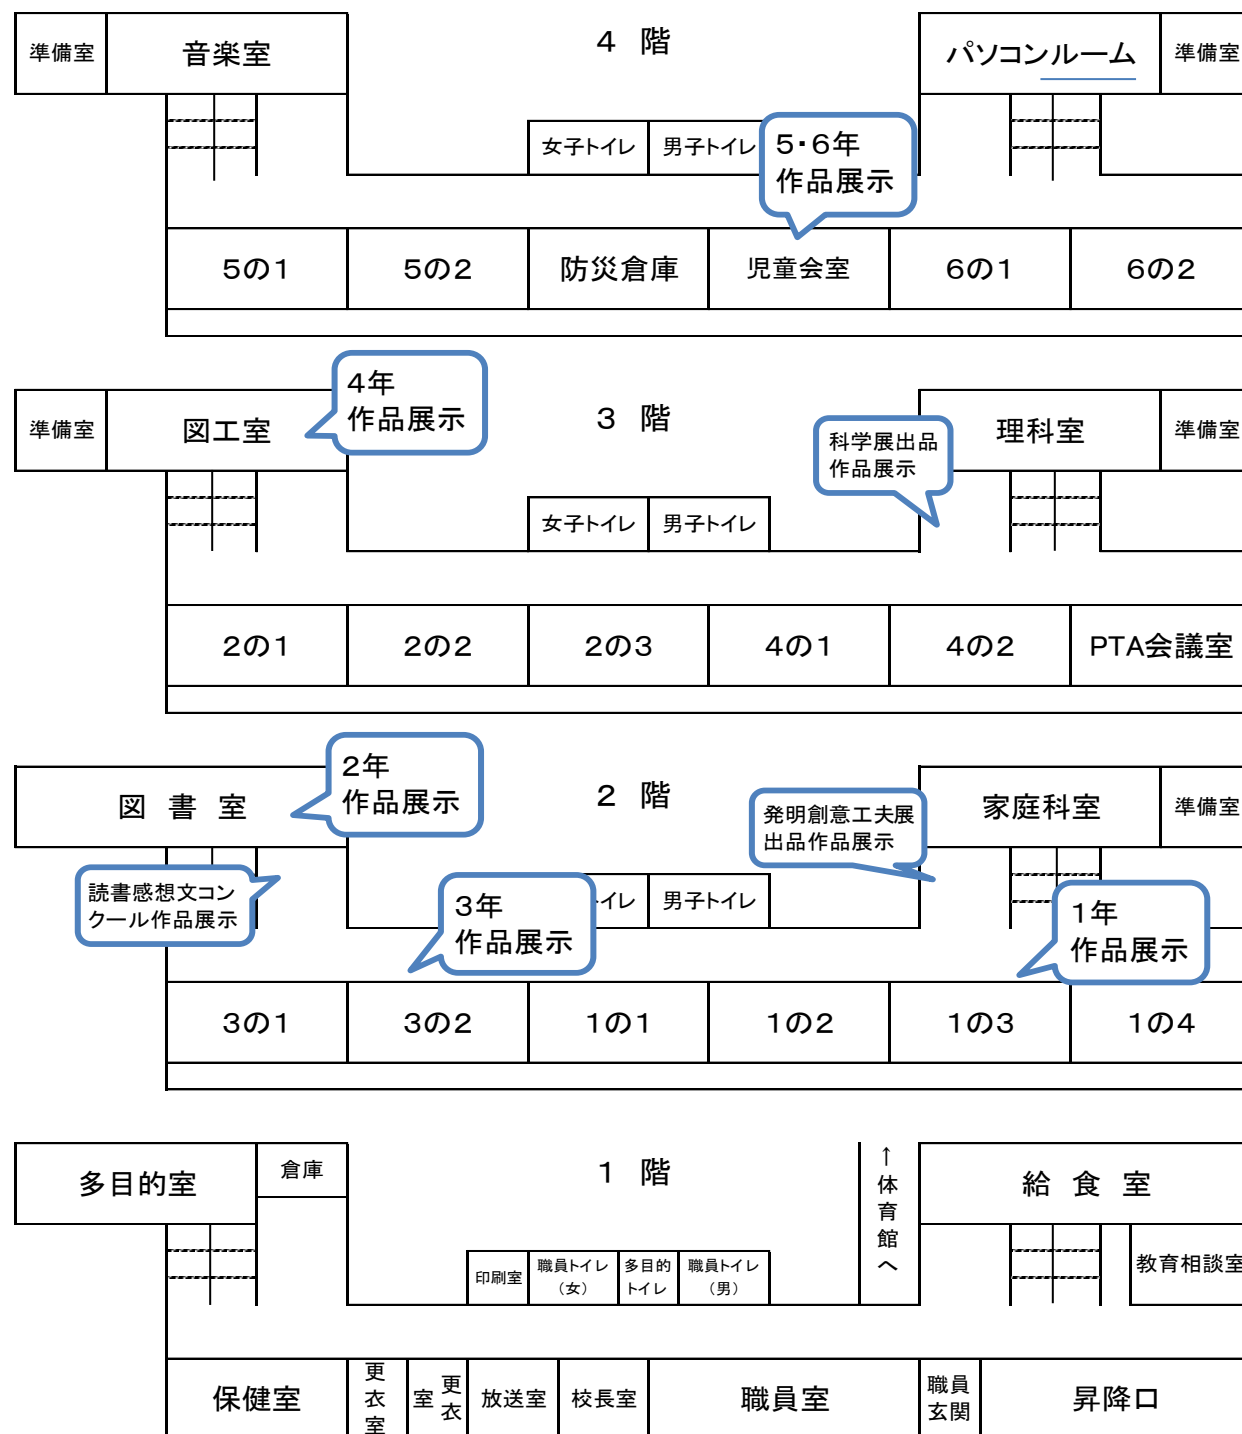 4 階
準備室
音楽室
パソコンルーム
準備室
女子トイレ
男子トイレ
5・6年
作品展示
5の1
5の2
防災倉庫
児童会室
6の1
6の2
3 階
準備室
図工室
4年
作品展示
科学展出品
作品展示
理科室
準備室
女子トイレ
男子トイレ
2の1
2の2
2の3
4の1
4の2
PTA会議室
2 階
図 書 室
2年
作品展示
発明創意工夫展
出品作品展示
家庭科室
準備室
読書感想文コン
クール作品展示
3年
作品展示
イレ
男子トイレ
1年
作品展示
3の1
3の2
1の1
1の2
1の3
1の4
1 階
多目的室
倉庫
↑体育館へ
給 食 室
印刷室
職員トイレ
(女)
多目的
トイレ
職員トイレ
(男)
教育相談室
保健室
更衣室
更衣室
放送室
校長室
職員室
職員
玄関
昇降口